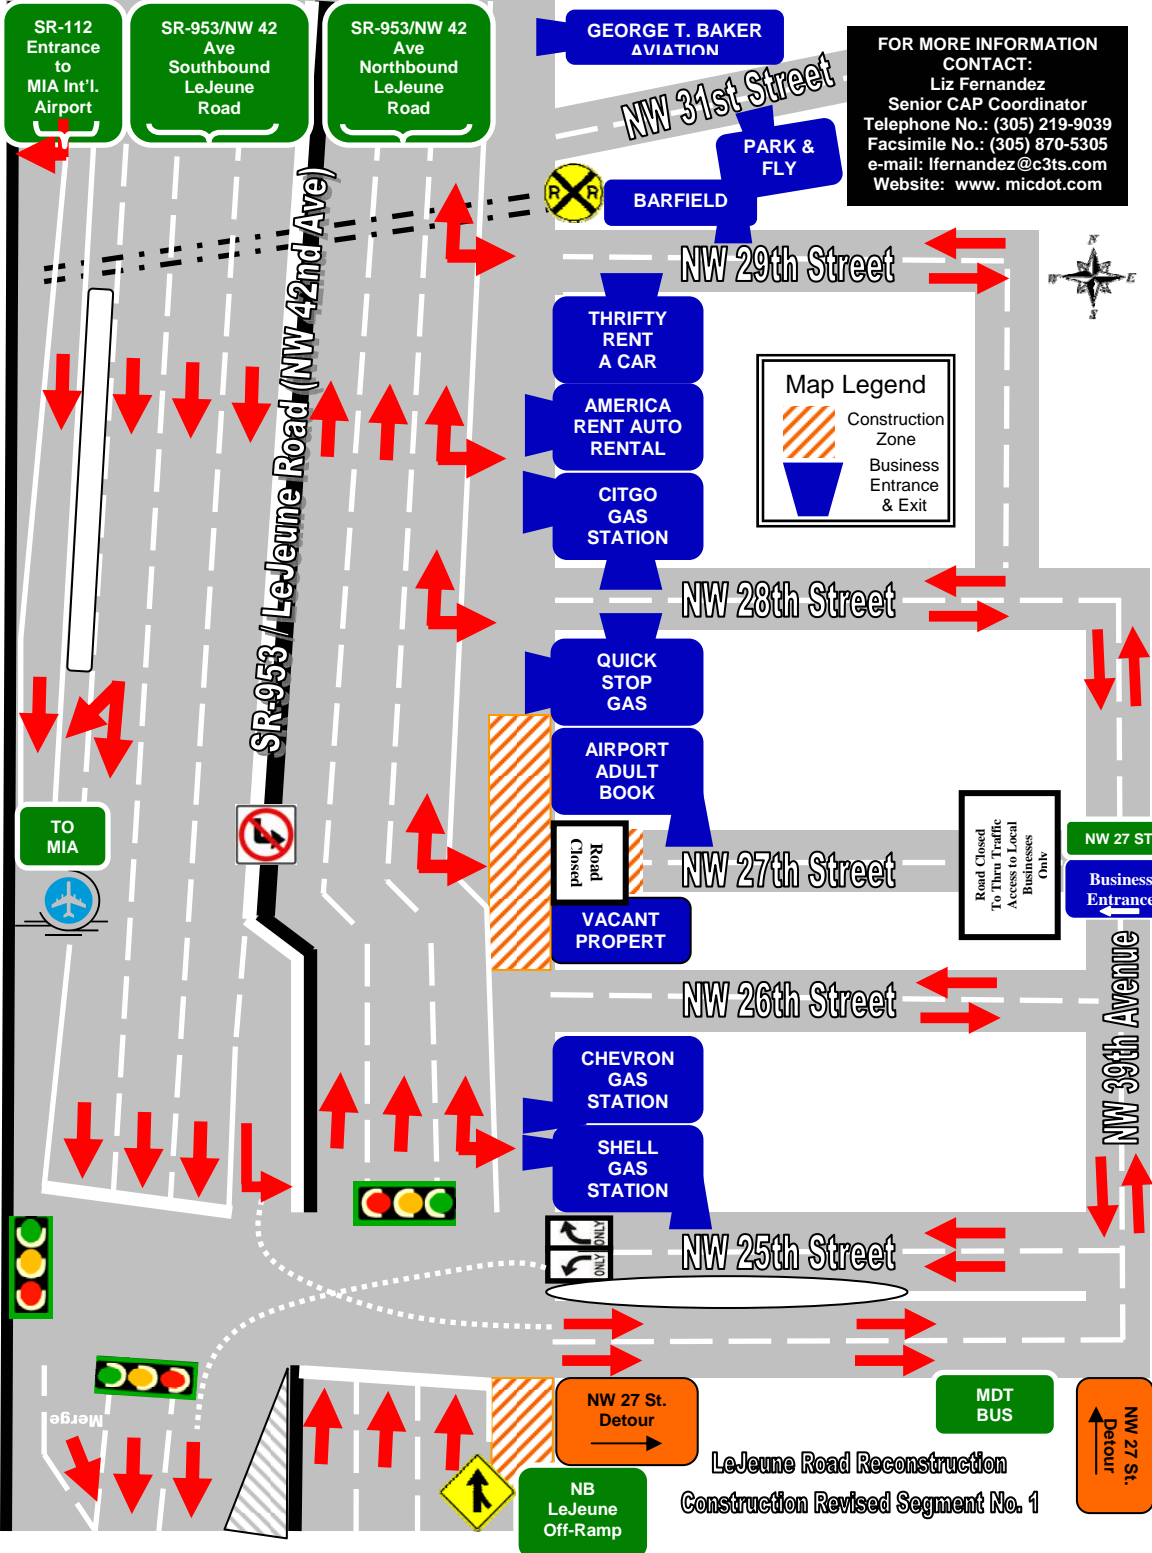 SR-112
Entrance
to
MIA Int'l.
Airport
SR-953/NW 42
Ave
Southbound
LeJeune
Road
SR-953/NW 42
Ave
Northbound
LeJeune
Road
GEORGE T. BAKER
AVIATION
NW 31st Street
FOR MORE INFORMATION
CONTACT:
Liz Fernandez
Senior CAP Coordinator
Telephone No.: (305) 219-9039
Facsimile No.: (305) 870-5305
e-mail: lfernandez@c3ts.com
Website: www. micdot.com
PARK &
FLY
R R
BARFIELD
NW 29th Street
N
W E
S
SR-953 / LeJeune Road (NW 42nd Ave)
THRIFTY
RENT
A CAR
AMERICA
RENT AUTO
RENTAL
CITGO
GAS
STATION
Map Legend
Construction
Zone
Business
Entrance
& Exit
NW 28th Street
QUICK
STOP
GAS
AIRPORT
ADULT
BOOK
TO
MIA
Road
Closed
NW 27th Street
Road Closed
To Thru Traffic
Access to Local
Businesses
Only
NW 27 ST
Business
Entrance
VACANT
PROPERT
NW 26th Street
NW 39th Avenue
CHEVRON
GAS
STATION
SHELL
GAS
STATION
ONLY
ONLY
NW 25th Street
Merge
NW 27 St.
Detour
MDT
BUS
NW 27 St.
Detour
LeJeune Road Reconstruction
Construction Revised Segment No. 1
NB
LeJeune
Off-Ramp